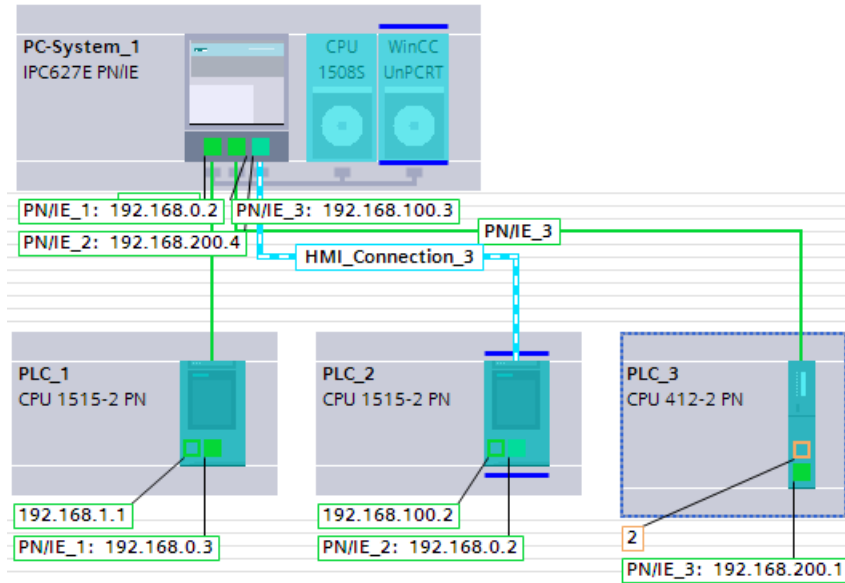 PC-System_1
IPC627E PN/IE
CPU
1508S
WinCC
UnPCRT
PN/IE_1: 192.168.0.2
PN/IE_3: 192.168.100.3
PN/IE_2: 192.168.200.4
PN/IE_3
HMI_Connection_3
PLC_1
CPU 1515-2 PN
PLC_2
CPU 1515-2 PN
PLC_3
CPU 412-2 PN
192.168.1.1
PN/IE_1: 192.168.0.3
192.168.100.2
PN/IE_2: 192.168.0.2
2
PN/IE_3: 192.168.200.1